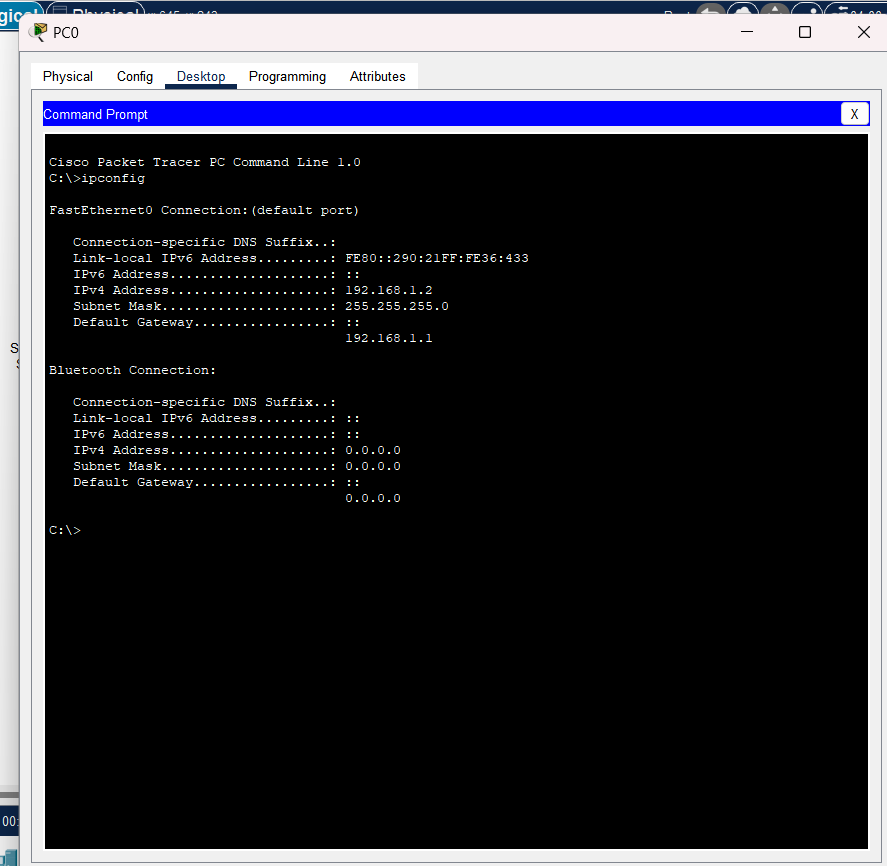 PC0
Physical Config Desktop Programming Attributes
Command Prompt
X
Cisco Packet Tracer PC Command Line 1.0
C:\>ipconfig
FastEthernet0 Connection:(default port)
Connection-specific DNS Suffix..:
Link-local IPv6 Address.........: FE80::290:21FF:FE36:433
IPv6 Address....................: ::
IPv4 Address....................: 192.168.1.2
Subnet Mask.....................: 255.255.255.0
Default Gateway.................: ::
192.168.1.1
Bluetooth Connection:
Connection-specific DNS Suffix..:
Link-local IPv6 Address.........: ::
IPv6 Address....................: ::
IPv4 Address....................: 0.0.0.0
Subnet Mask.....................: 0.0.0.0
Default Gateway.................: ::
0.0.0.0
C:\>